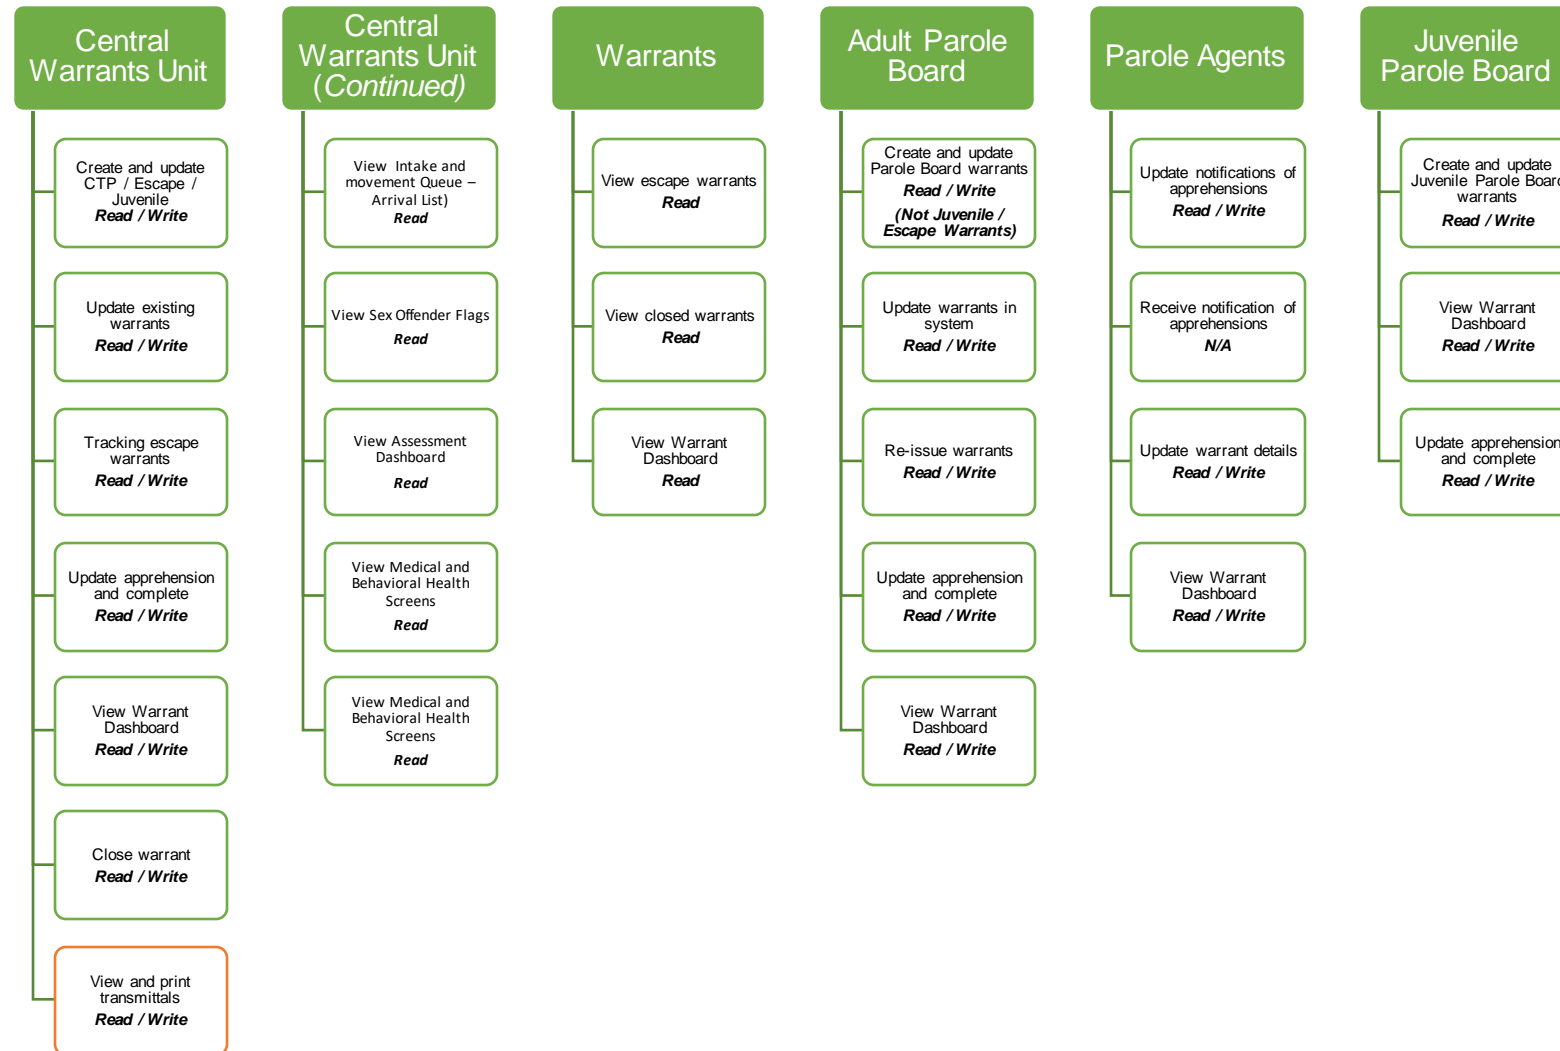 Central
Warrants Unit
Create and update
CTP / Escape /
Juvenile
Read / Write
Update existing
warrants
Read / Write
Tracking escape
warrants
Read / Write
Update apprehension
and complete
Read / Write
View Warrant
Dashboard
Read / Write
Close warrant
Read / Write
View and print
transmittals
Read / Write
Central
Warrants Unit
(Continued)
View Intake and
movement Queue –
Arrival List)
Read
View Sex Offender Flags
Read
View Assessment
Dashboard
Read
View Medical and
Behavioral Health
Screens
Read
View Medical and
Behavioral Health
Screens
Read
Warrants
View escape warrants
Read
View closed warrants
Read
View Warrant
Dashboard
Read
Adult Parole
Board
Create and update
Parole Board warrants
Read / Write
(Not Juvenile /
Escape Warrants)
Update warrants in
system
Read / Write
Re-issue warrants
Read / Write
Update apprehension
and complete
Read / Write
View Warrant
Dashboard
Read / Write
Parole Agents
Update notifications of
apprehensions
Read / Write
Receive notification of
apprehensions
N/A
Update warrant details
Read / Write
View Warrant
Dashboard
Read / Write
Juvenile
Parole Board
Create and update
Juvenile Parole Board
warrants
Read / Write
View Warrant
Dashboard
Read / Write
Update apprehension
and complete
Read / Write